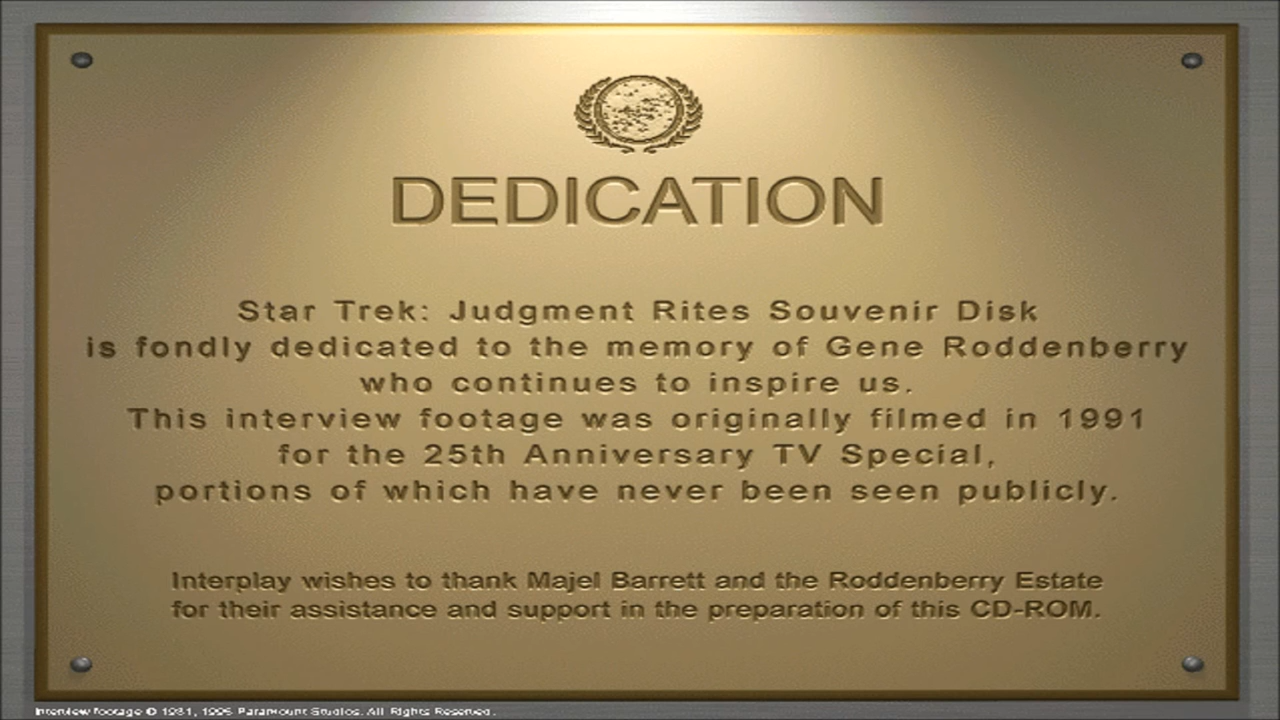 DEDICATION
Star Trek: Judgment Rites Souvenir Disk
is fondly dedicated to the memory of Gene Roddenberry
who continues to inspire us.
This interview footage was originally filmed in 1991
for the 25th Anniversary TV Special,
portions of which have never been seen publicly.
Interplay wishes to thank Majel Barrett and the Roddenberry Estate
for their assistance and support in the preparation of this CD-ROM.
Interview footage © 1991, 1995 Paramount Studios. All Rights Reserved.